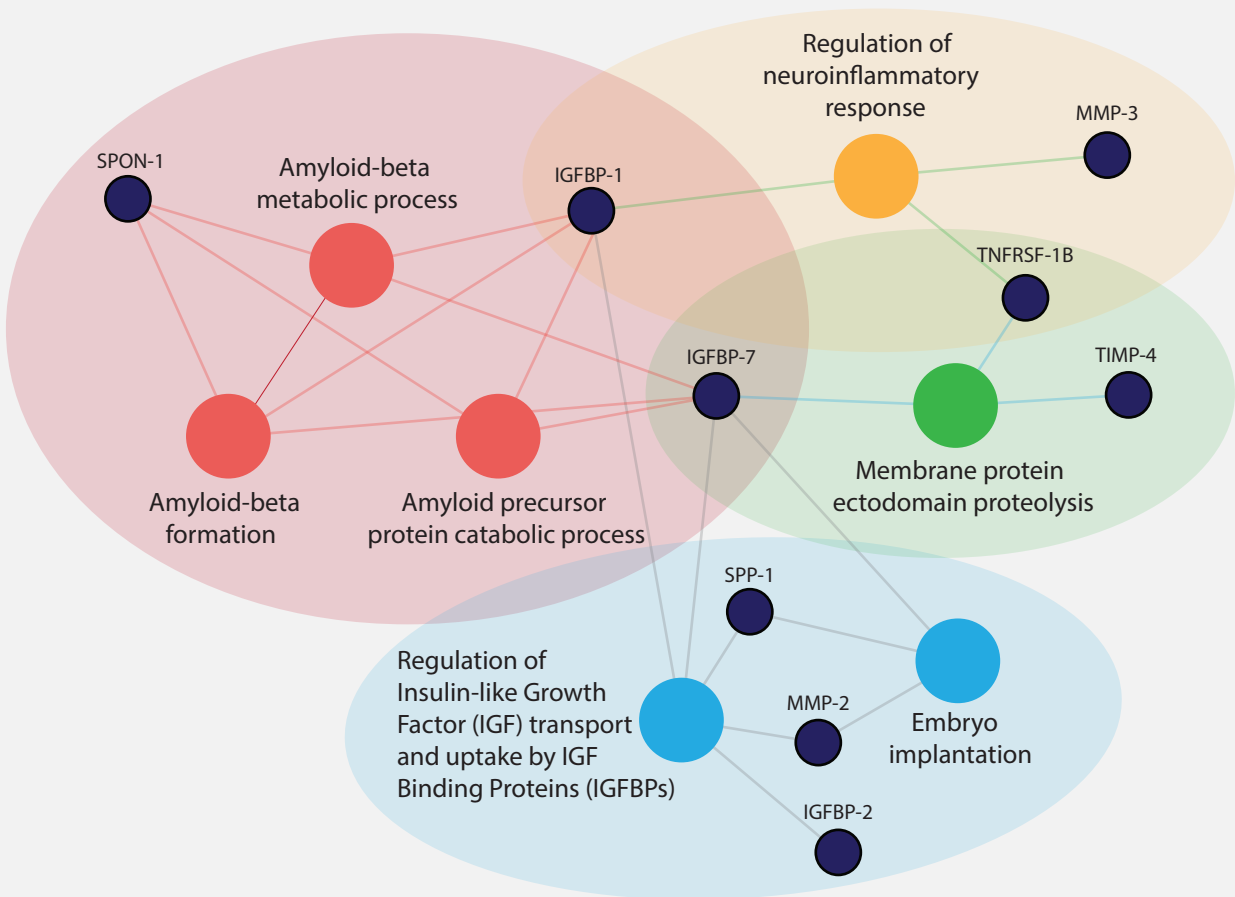 Regulation of
neuroinflammatory
response
MMP-3
SPON-1
Amyloid-beta
metabolic process
IGFBP-1
TNFRSF-1B
IGFBP-7
TIMP-4
Membrane protein
ectodomain proteolysis
Amyloid-beta
formation
Amyloid precursor
protein catabolic process
SPP-1
Regulation of
Insulin-like Growth
Factor (IGF) transport
and uptake by IGF
Binding Proteins (IGFBPs)
MMP-2
Embryo
implantation
IGFBP-2